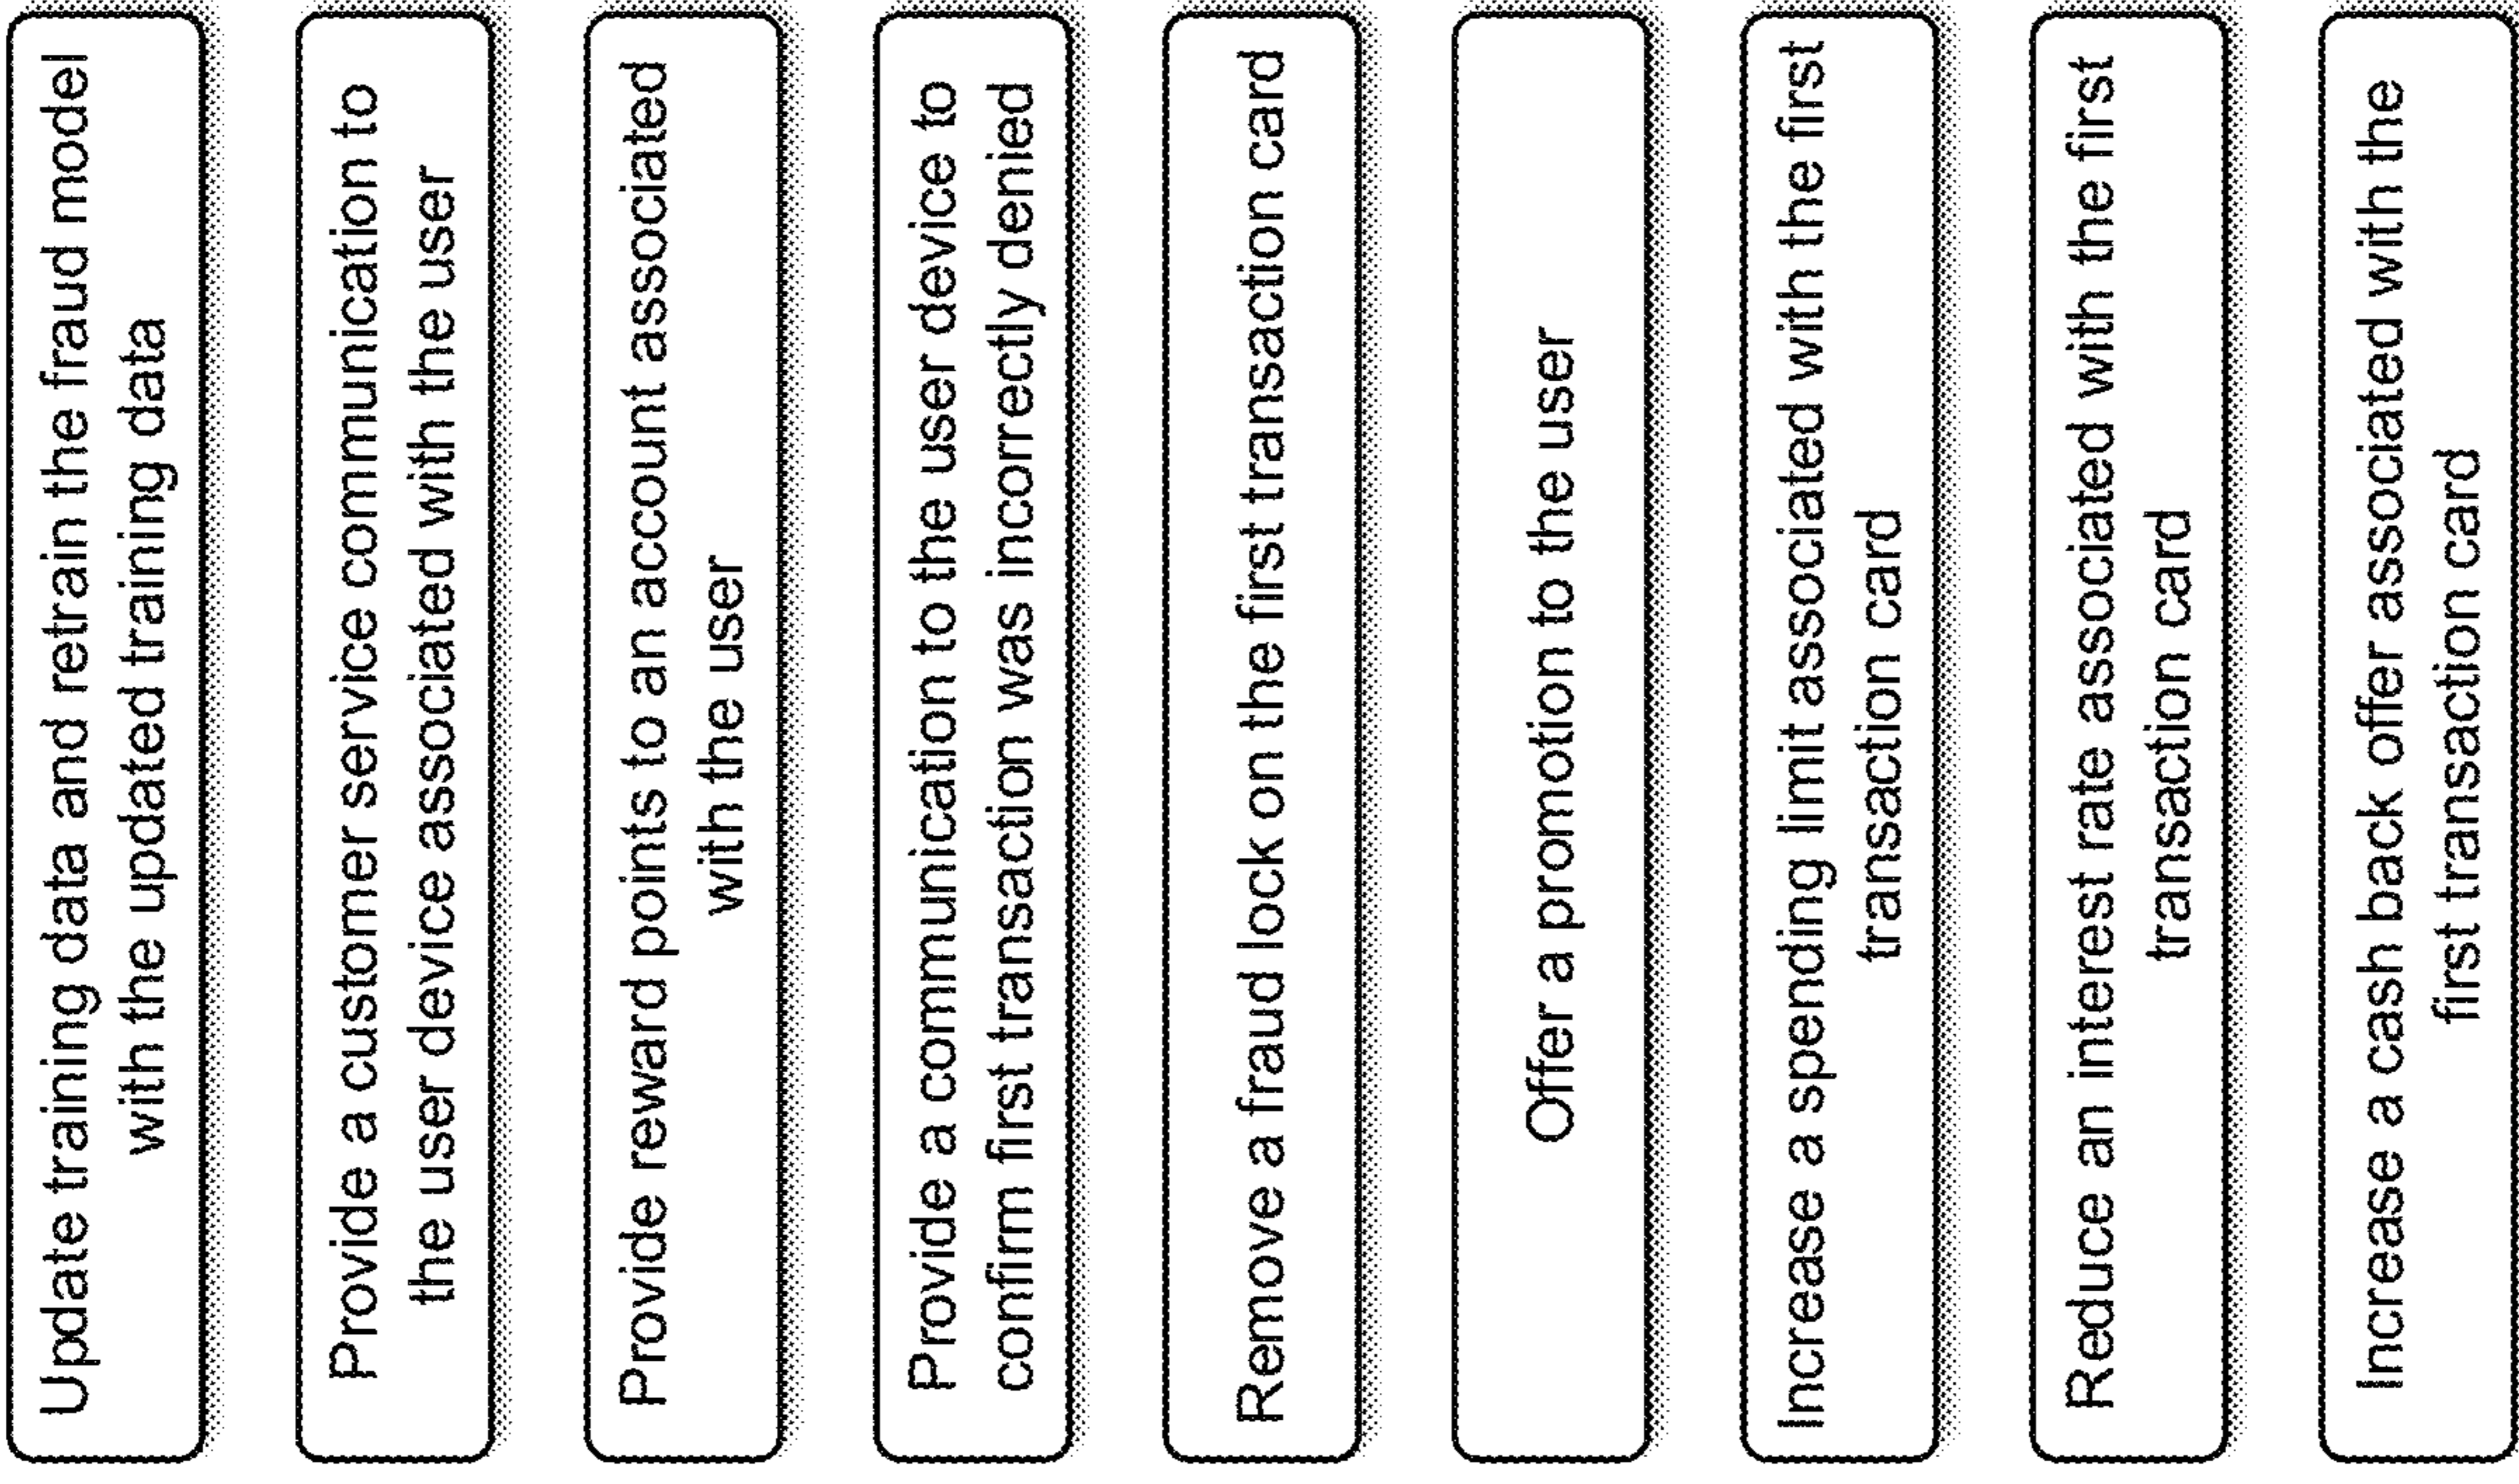 Update training data and retrain the fraud model
with the updated training data
Provide a customer service communication to
the user device associated with the user
Provide reward points to an account associated
with the user
Provide a communication to the user device to
confirm first transaction was incorrectly denied
Remove a fraud lock on the first transaction card
Offer a promotion to the user
Increase a spending limit associated with the first
transaction card
Reduce an interest rate associated with the first
transaction card
Increase a cash back offer associated with the
first transaction card